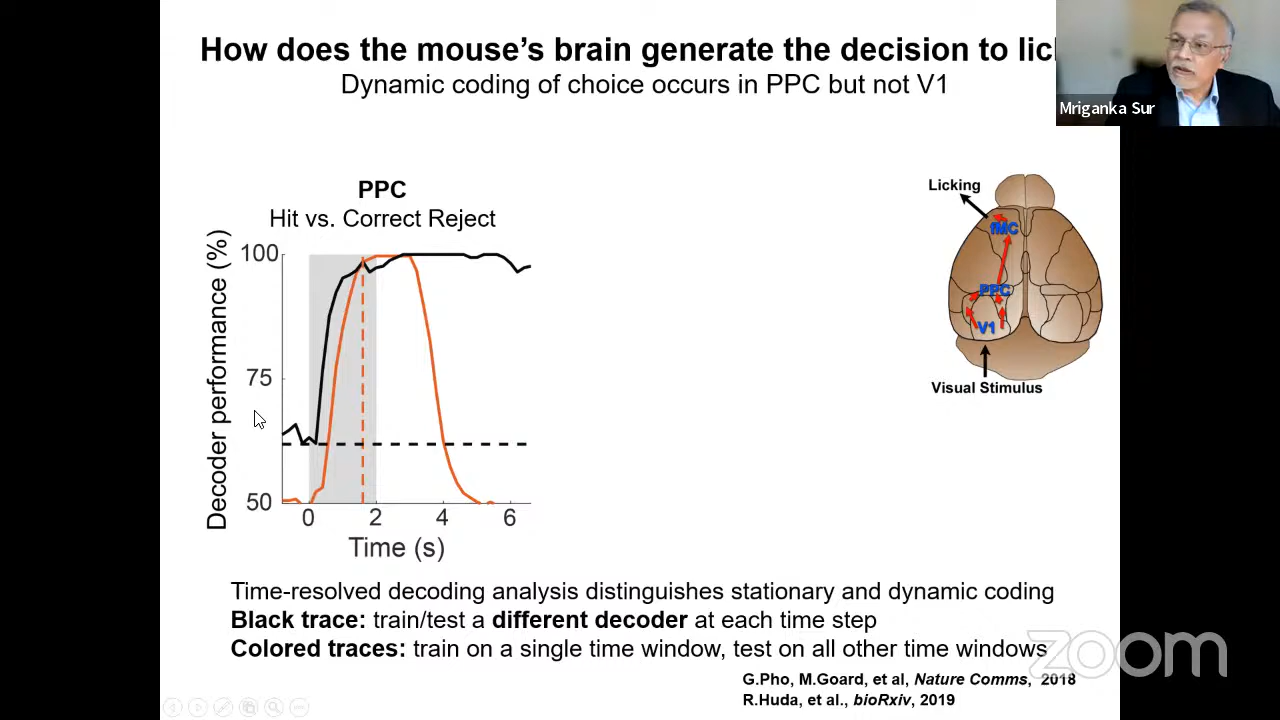 How does the mouse's brain generate the decision to lic
Dynamic coding of choice occurs in PPC but not V1
Mriganka Sur
PPC
Hit vs. Correct Reject
Decoder performance (%)
100
75
50
0 2 4 6
Time (s)
Licking
fMC
PPC
V1
Visual Stimulus
Time-resolved decoding analysis distinguishes stationary and dynamic coding
Black trace: train/test a different decoder at each time step
Colored traces: train on a single time window, test on all other time windows
zoom
G.Pho, M.Goard, et al, Nature Comms, 2018
R.Huda, et al., bioRxiv, 2019